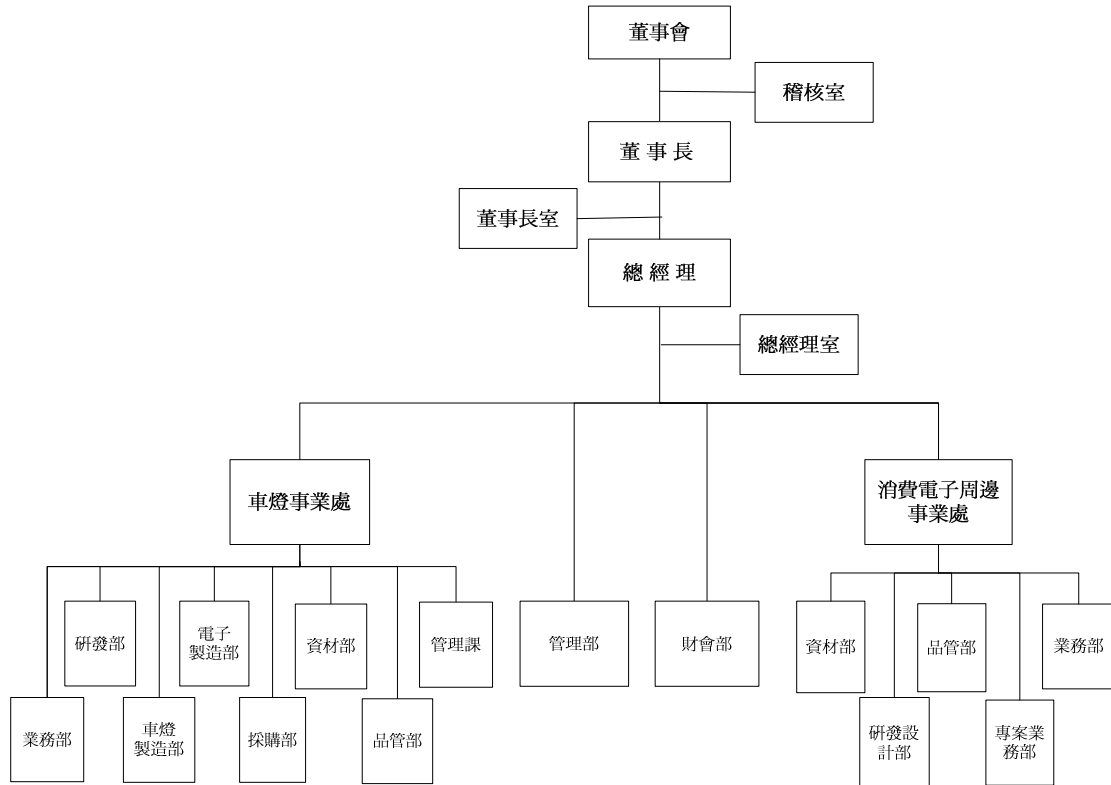 董事會
稽核室
董事長
董事長室
總經理
總經理室
車燈事業處
消費電子周邊
事業處
研發部
電子
製造部
資材部
管理課
管理部
財會部
資材部
品管部
業務部
業務部
車燈
製造部
採購部
品管部
研發設
計部
專案業
務部